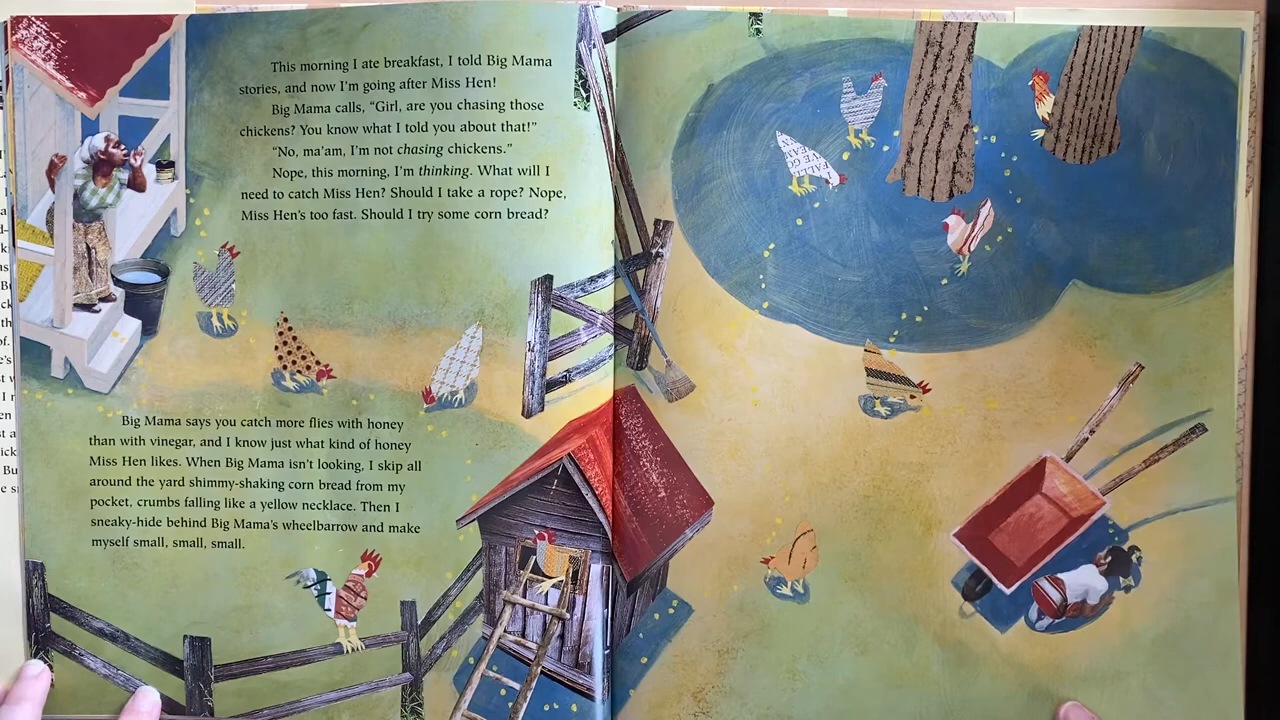 This morning I ate breakfast, I told Big Mama
stories, and now I'm going after Miss Hen!
Big Mama calls, “Girl, are you chasing those
chickens? You know what I told you about that!”
“No, ma'am, I'm not chasing chickens.”
Nope, this morning, I'm thinking. What will I
need to catch Miss Hen? Should I take a rope? Nope,
Miss Hen's too fast. Should I try some corn bread?
Big Mama says you catch more flies with honey
than with vinegar, and I know just what kind of honey
Miss Hen likes. When Big Mama isn't looking, I skip all
around the yard shimmy-shaking corn bread from my
pocket, crumbs falling like a yellow necklace. Then I
sneaky-hide behind Big Mama's wheelbarrow and make
myself small, small, small.